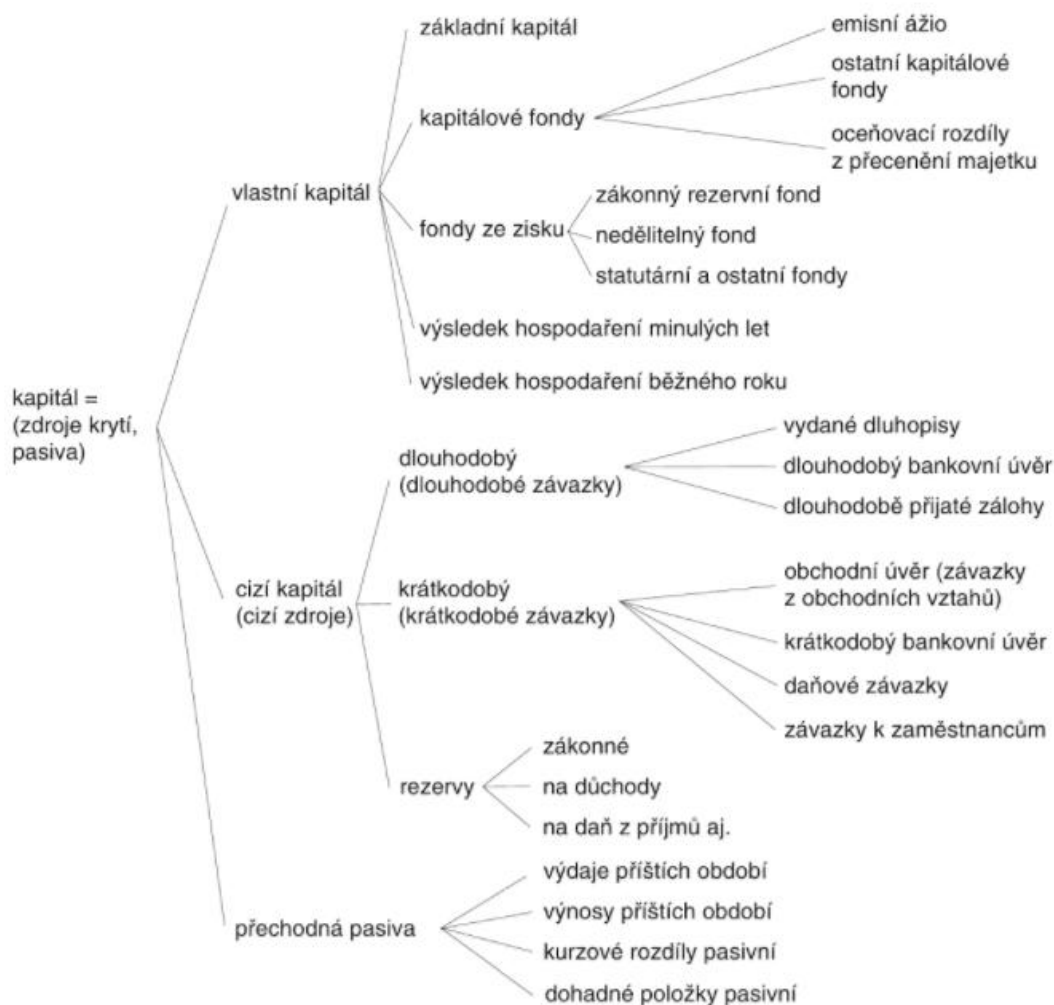 kapitál =
(zdroje krytí,
pasiva)
vlastní kapitál
základní kapitál
kapitálové fondy
emisní ážio
ostatní kapitálové
fondy
oceňovací rozdíly
z přecenění majetku
fondy ze zisku
zákonný rezervní fond
nedělitelný fond
statutární a ostatní fondy
výsledek hospodaření minulých let
výsledek hospodaření běžného roku
cizí kapitál
(cizí zdroje)
dlouhodobý
(dlouhodobé závazky)
vydané dluhopisy
dlouhodobý bankovní úvěr
dlouhodobě přijaté zálohy
krátkodobý
(krátkodobé závazky)
obchodní úvěr (závazky
z obchodních vztahů)
krátkodobý bankovní úvěr
daňové závazky
závazky k zaměstnancům
rezervy
zákonné
na důchody
na daň z příjmů aj.
přechodná pasiva
výdaje příštích období
výnosy příštích období
kurzové rozdíly pasivní
dohadné položky pasivní